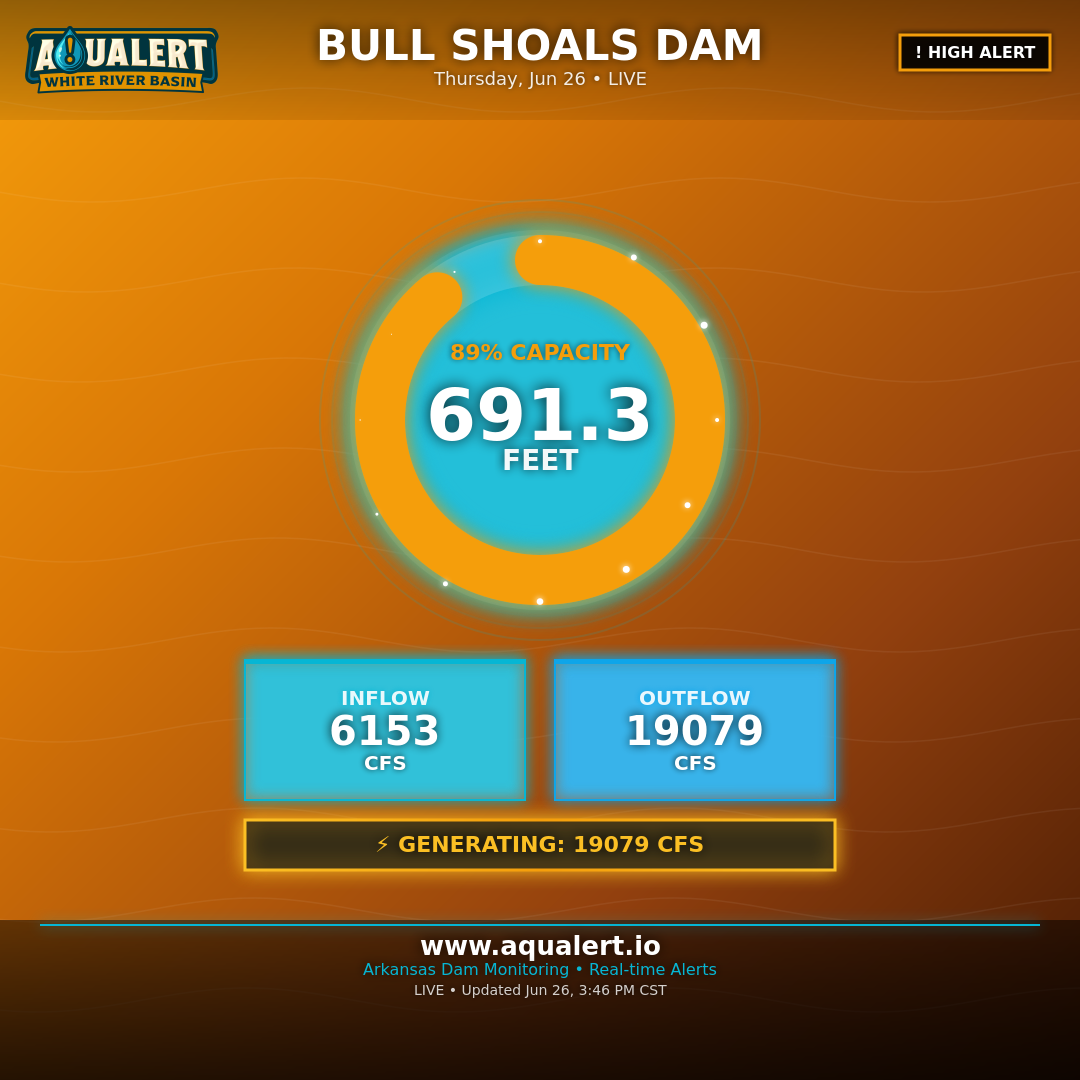 AQUALERT
WHITE RIVER BASIN
BULL SHOALS DAM
Thursday, Jun 26 • LIVE
! HIGH ALERT
89% CAPACITY
691.3
FEET
INFLOW
6153
CFS
OUTFLOW
19079
CFS
⚡ GENERATING: 19079 CFS
www.aqualert.io
Arkansas Dam Monitoring • Real-time Alerts
LIVE • Updated Jun 26, 3:46 PM CST